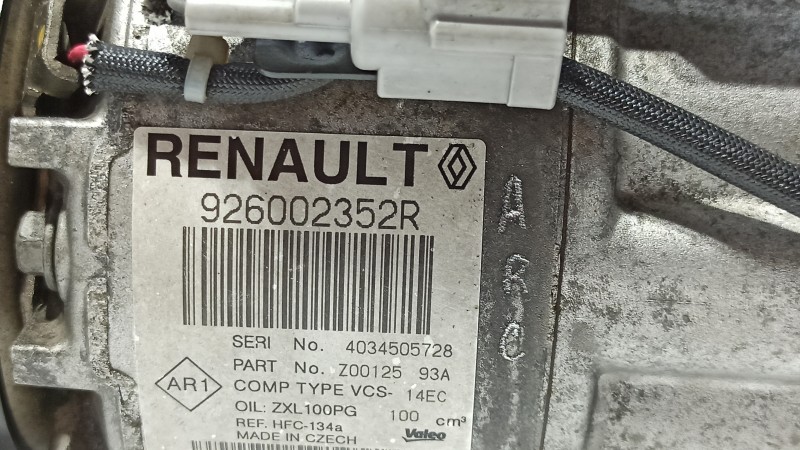 RENAULT
926002352R
SERI No. 4034505728
PART No. Z00125 93A
AR1
COMP TYPE VCS- 14EC
OIL: ZXL100PG 100 cm³
REF. HFC-134a
MADE IN CZECH
Valeo